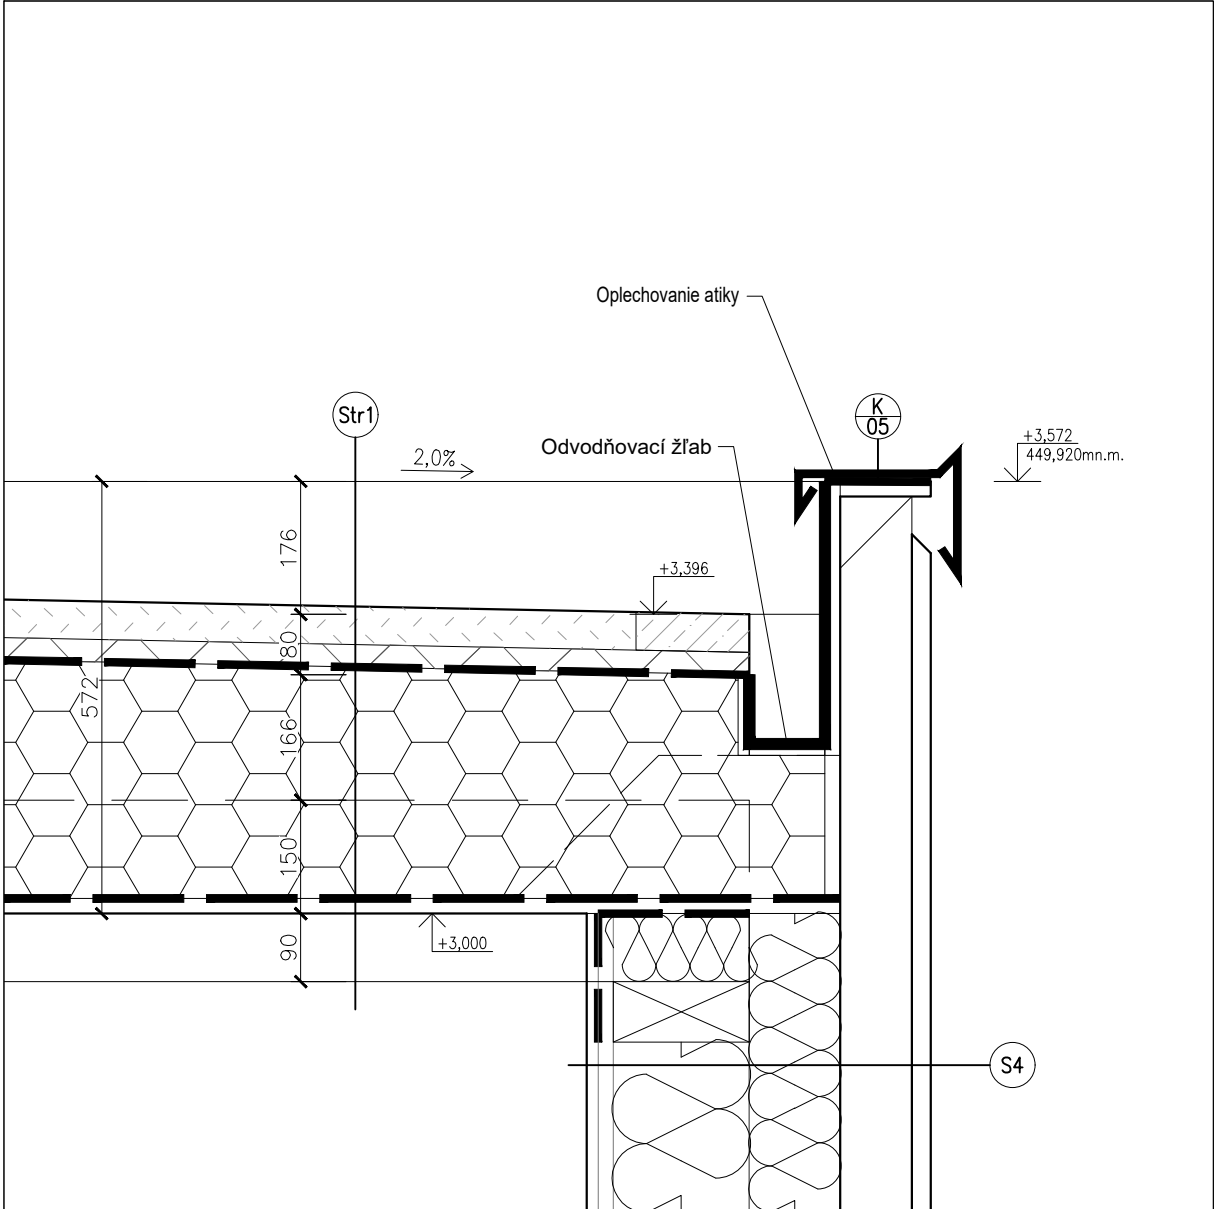 Oplechovanie atiky
Str1
K
05
Odvodňovací žľab
+3,572
449,920mn.m.
2,0%
176
+3,396
80
572
166
150
+3,000
90
S4